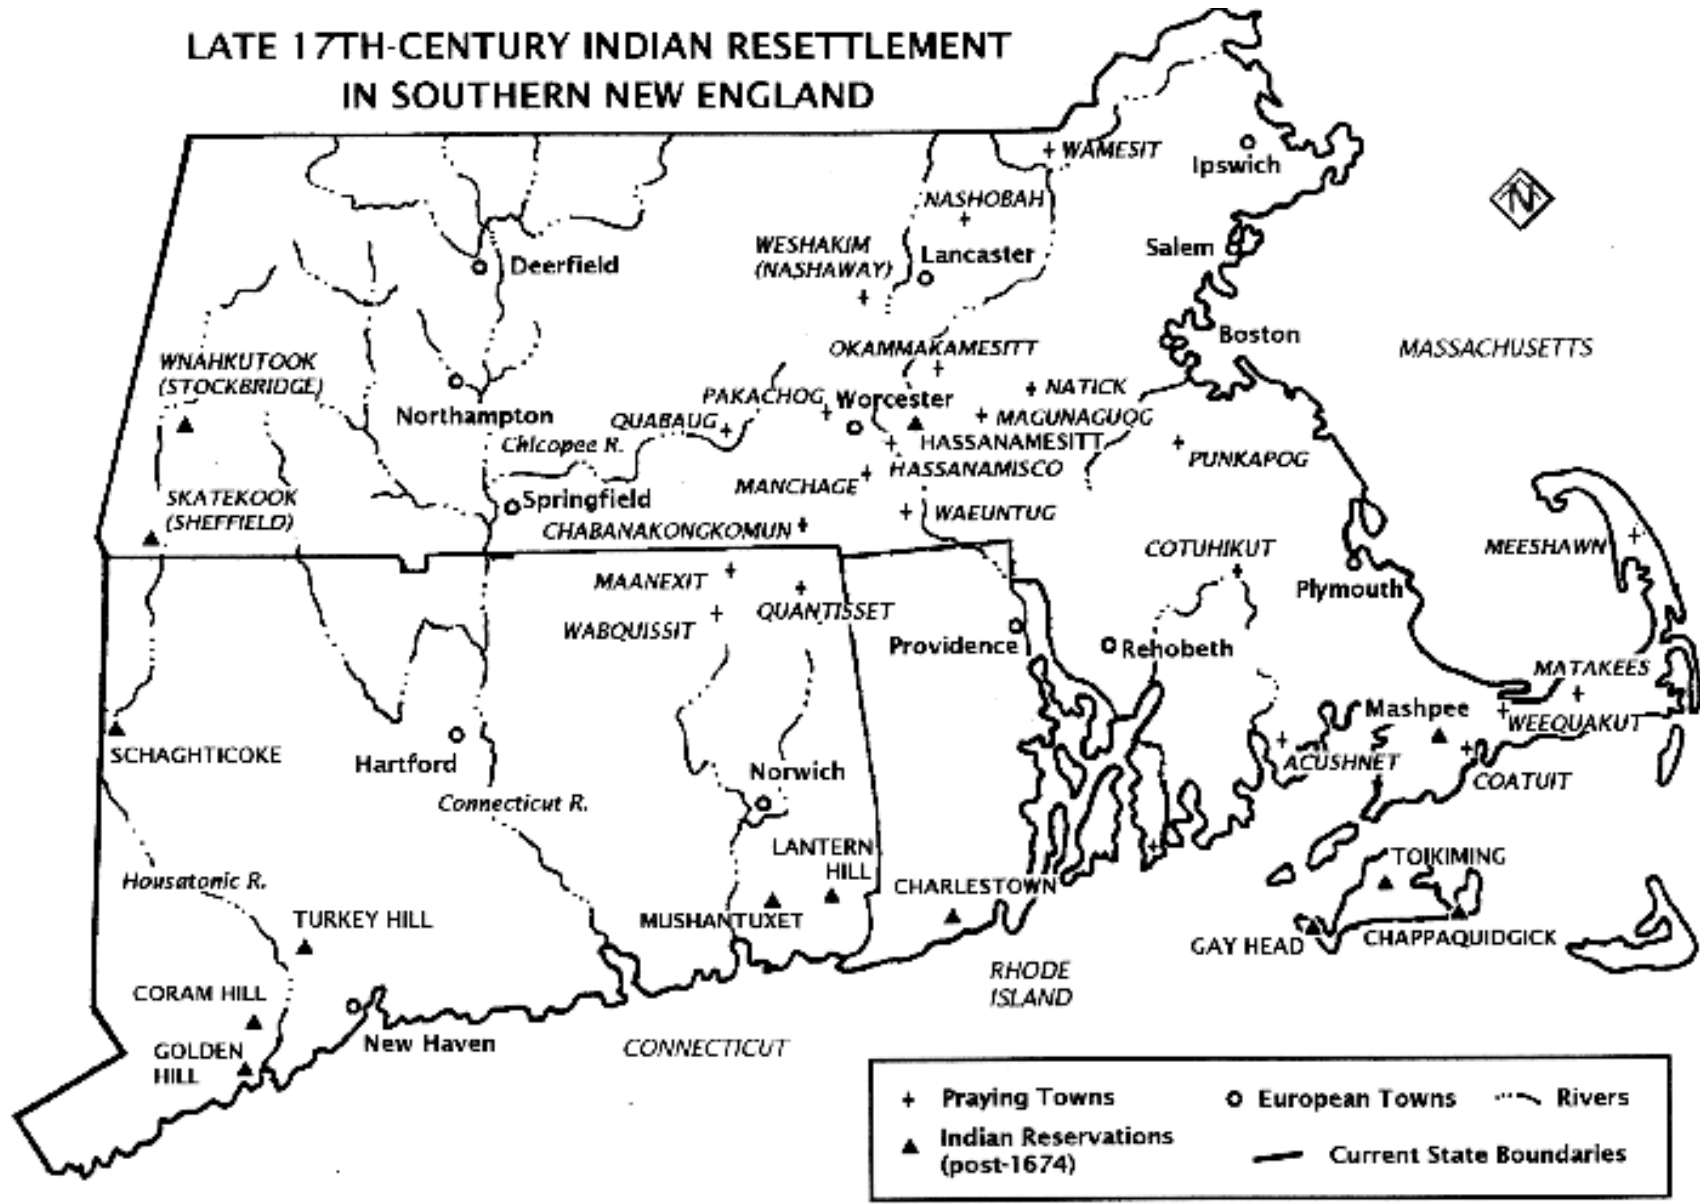 LATE 17TH-CENTURY INDIAN RESETTLEMENT
IN SOUTHERN NEW ENGLAND
WAMESIT
Ipswich
N
NASHOBAH
WESHAKIM
(NASHAWAY)
Lancaster
Salem
Deerfield
Boston
MASSACHUSETTS
OKAMMAKAMESITT
WNAHKUTOOK
(STOCKBRIDGE)
NATICK
PAKACHOG
Worcester
MAGUNAGUOG
Northampton
QUABAUG
Chicopee R.
HASSANAMESITT
PUNKAPOG
HASSANAMISCO
MANCHAGE
SKATEKOOK
(SHEFFIELD)
Springfield
WAEUNTUG
CHABANAKONGKOMUN
COTUHIKUT
MEESHAWN
MAANEXIT
Plymouth
QUANTISSET
WABQUISSIT
Providence
Rehobeth
MATAKEES
Mashpee
WEEQUAKUT
SCHAGHTICOKE
Hartford
Norwich
ACUSHNET
COATUIT
Connecticut R.
LANTERN
HILL
TOIKIMING
Housatonic R.
CHARLESTOWN
TURKEY HILL
MUSHANTUXET
GAY HEAD
CHAPPAQUIDGICK
RHODE
ISLAND
CORAM HILL
New Haven
CONNECTICUT
GOLDEN
HILL
Praying Towns
European Towns
Rivers
Indian Reservations
(post-1674)
Current State Boundaries